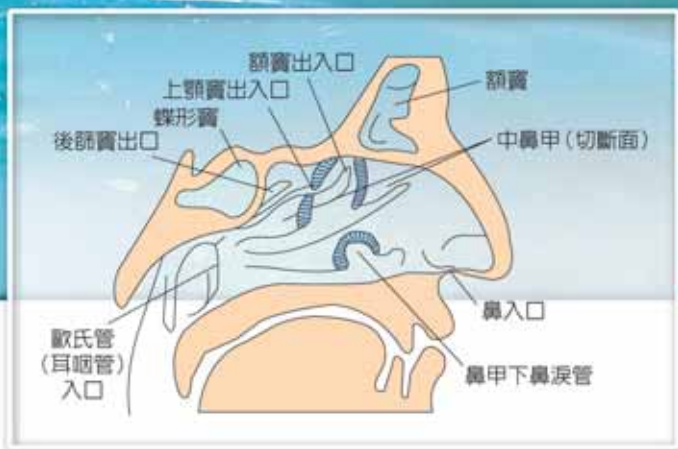 額竇出入口
上顎竇出入口
蝶形竇
後篩竇出口
額竇
中鼻甲(切斷面)
歐氏管
(耳咽管)
入口
鼻入口
鼻甲下鼻淚管